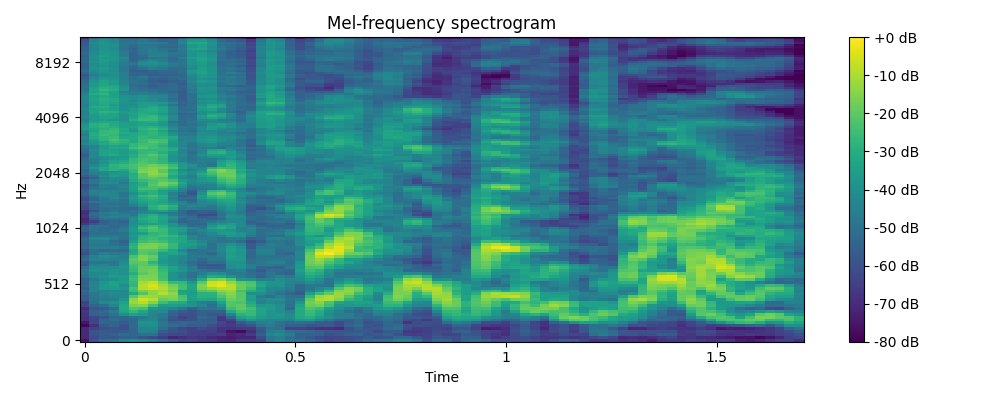 Mel-frequency spectrogram
+0 dB
8192
-10 dB
4096
-20 dB
-30 dB
2048
Hz
-40 dB
1024
-50 dB
-60 dB
512
-70 dB
0
-80 dB
0
0.5
1
1.5
Time